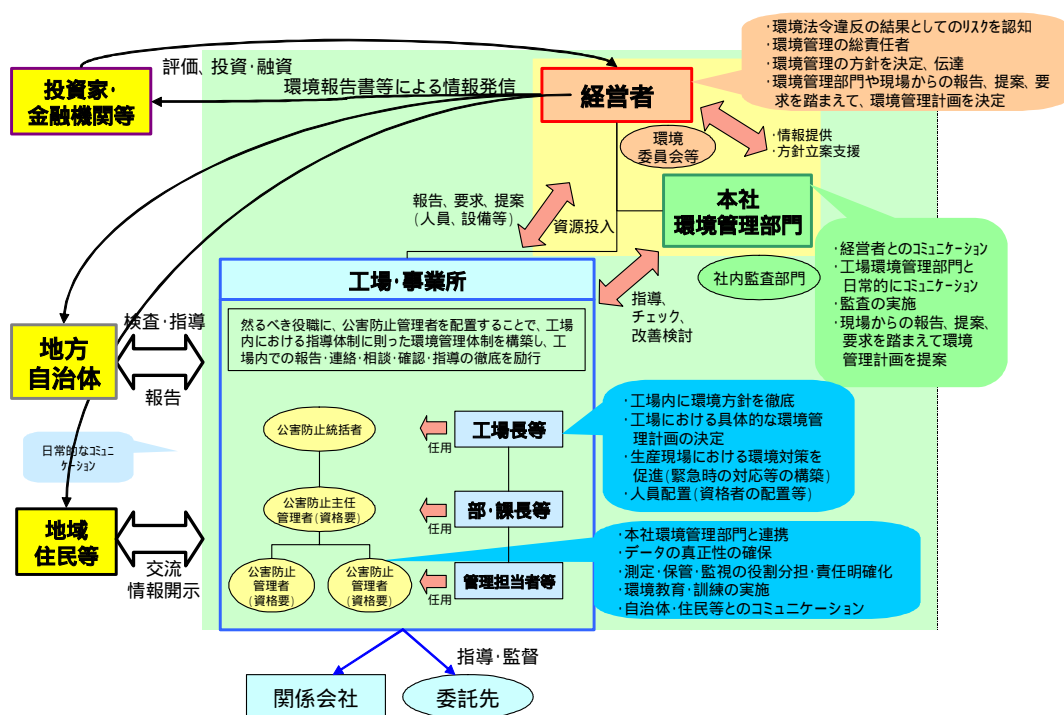 ・環境法令違反の結果としてのリスクを認知
・環境管理の総責任者
・環境管理の方針を決定、伝達
・環境管理部門や現場からの報告、提案、要
求を踏まえて、環境管理計画を決定
評価、投資・融資
投資家・
金融機関等
環境報告書等による情報発信
経営者
環境
委員会等
・情報提供
・方針立案支援
報告、要求、提案
(人員、設備等)
資源投入
本社
環境管理部門
社内監査部門
・経営者とのコミュニケーション
・工場環境管理部門と
日常的にコミュニケーション
・監査の実施
・現場からの報告、提案、
要求を踏まえて環境
管理計画を提案
工場・事業所
指導、
チェック、
改善検討
然るべき役職に、公害防止管理者を配置することで、工場
内における指導体制に則った環境管理体制を構築し、工
場内での報告・連絡・相談・確認・指導の徹底を励行
検査・指導
地方
自治体
報告
日常的なコミュニ
ケーション
公害防止統括者
任用
工場長等
・工場内に環境方針を徹底
・工場における具体的な環境管
理計画の決定
・生産現場における環境対策を
促進(緊急時の対応等の構築)
・人員配置(資格者の配置等)
公害防止主任
管理者(資格要)
任用
部・課長等
地域
住民等
交流
情報開示
公害防止
管理者
(資格要)
公害防止
管理者
(資格要)
任用
管理担当者等
・本社環境管理部門と連携
・データの真正性の確保
・測定・保管・監視の役割分担・責任明確化
・環境教育・訓練の実施
・自治体・住民等とのコミュニケーション
指導・監督
関係会社
委託先